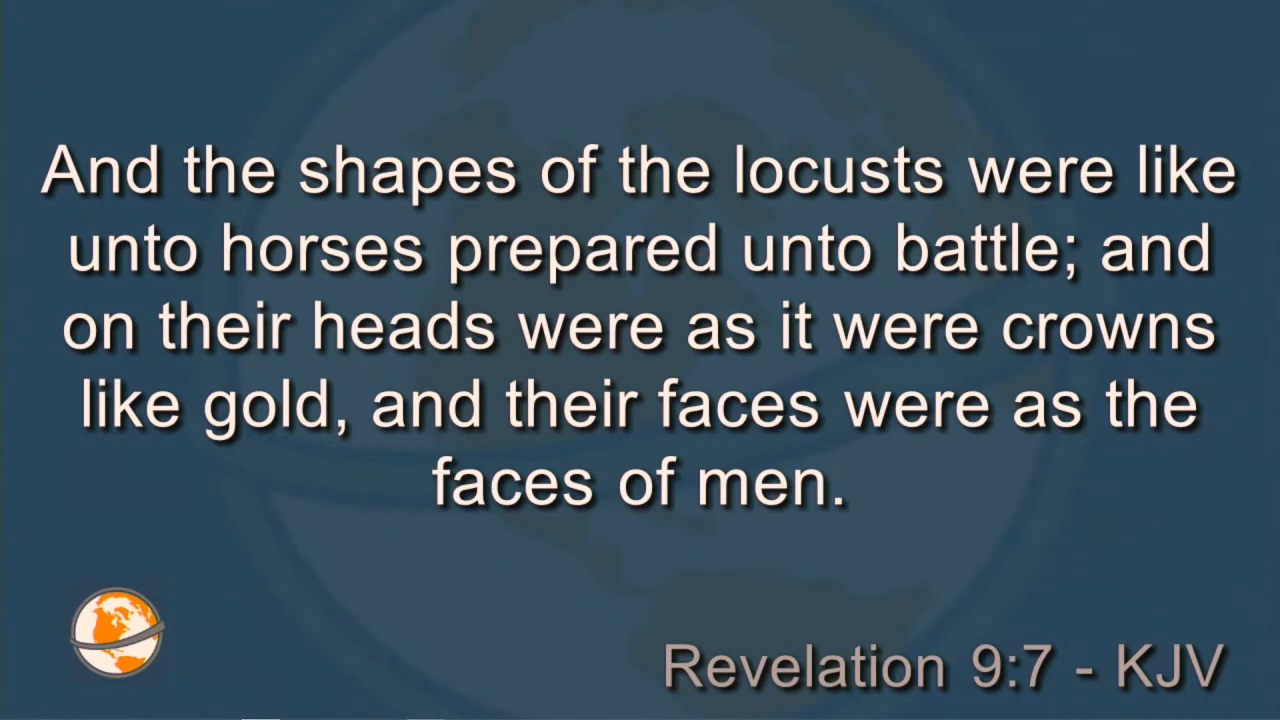 And the shapes of the locusts were like
unto horses prepared unto battle; and
on their heads were as it were crowns
like gold, and their faces were as the
faces of men.
Revelation 9:7 - KJV